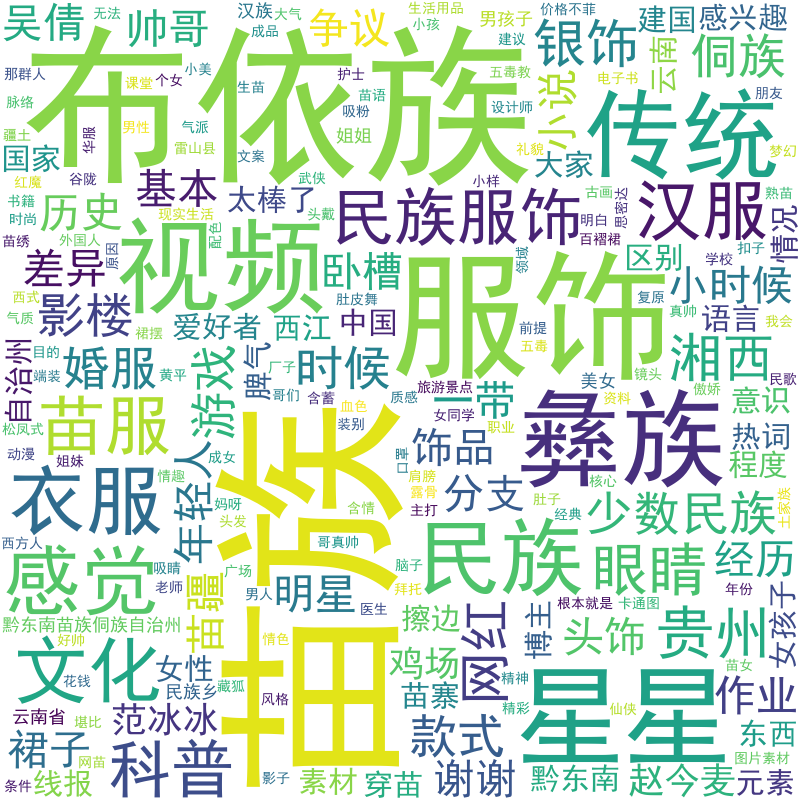 吴倩
无法
帅哥
汉族
大气
成品
争议
生活用品
小孩
男孩子
价格不菲
建议
建国
感兴趣
那群人
小美
课堂
个女
生苗
护士
五毒教
银饰
云南
电子书
侗族
布依族
脉络
男性
苗语
吸粉
设计师
小说
传统
朋友
疆土
华服
气派
雷山县
姐姐
礼貌
梦幻
国家
文案
武侠
大家
红魔
谷陇
基本
太棒了
小样
古画
熟苗
书籍
时尚
历史
现实生活
头戴
民族服饰
明白
思密达
汉服
情况
苗绣
外国人
原因
配色
视频
卧槽
领域
百褶裙
区别
扣子
学校
差异
服饰
小时候
西式
影楼
肚皮舞
复原
真帅
我会
气质
裙摆
爱好者
西江
中国
前提
语言
自治州
目的
端装
婚服
黄平
游戏
厂子
脾气
时候
哥们
含蓄
质感
旅游景点
五毒
美女
湘西
镜头
傲娇
民歌
一带
意识
松凤式
苗服
血色
女同学
职业
资料
热词
动漫
姐妹
成女
装别
饰品
口罩
彝族
程度
衣服
年轻人
情趣
妈呀
苗族
肩膀
露骨
主打
分支
含情
肚子
经典
核心
少数民族
土家族
西方人
头发
哥真帅
脑子
民族
眼睛
经历
感觉
吸睛
老师
苗疆
广场
男人
明星
医生
拜托
根本就是
卡通图
年份
黔东南苗族侗族自治州
好帅
擦边
网红
博主
头饰
贵州
女孩子
文化
花钱
女性
民族乡
情色
藏狐
风格
鸡场
苗寨
精神
精彩
星星
苗女
仙侠
作业
云南省
堪比
范冰冰
款式
东西
裙子
网苗
科普
图片素材
条件
线报
影子
素材
穿苗
谢谢
黔东南
赵今麦
元素